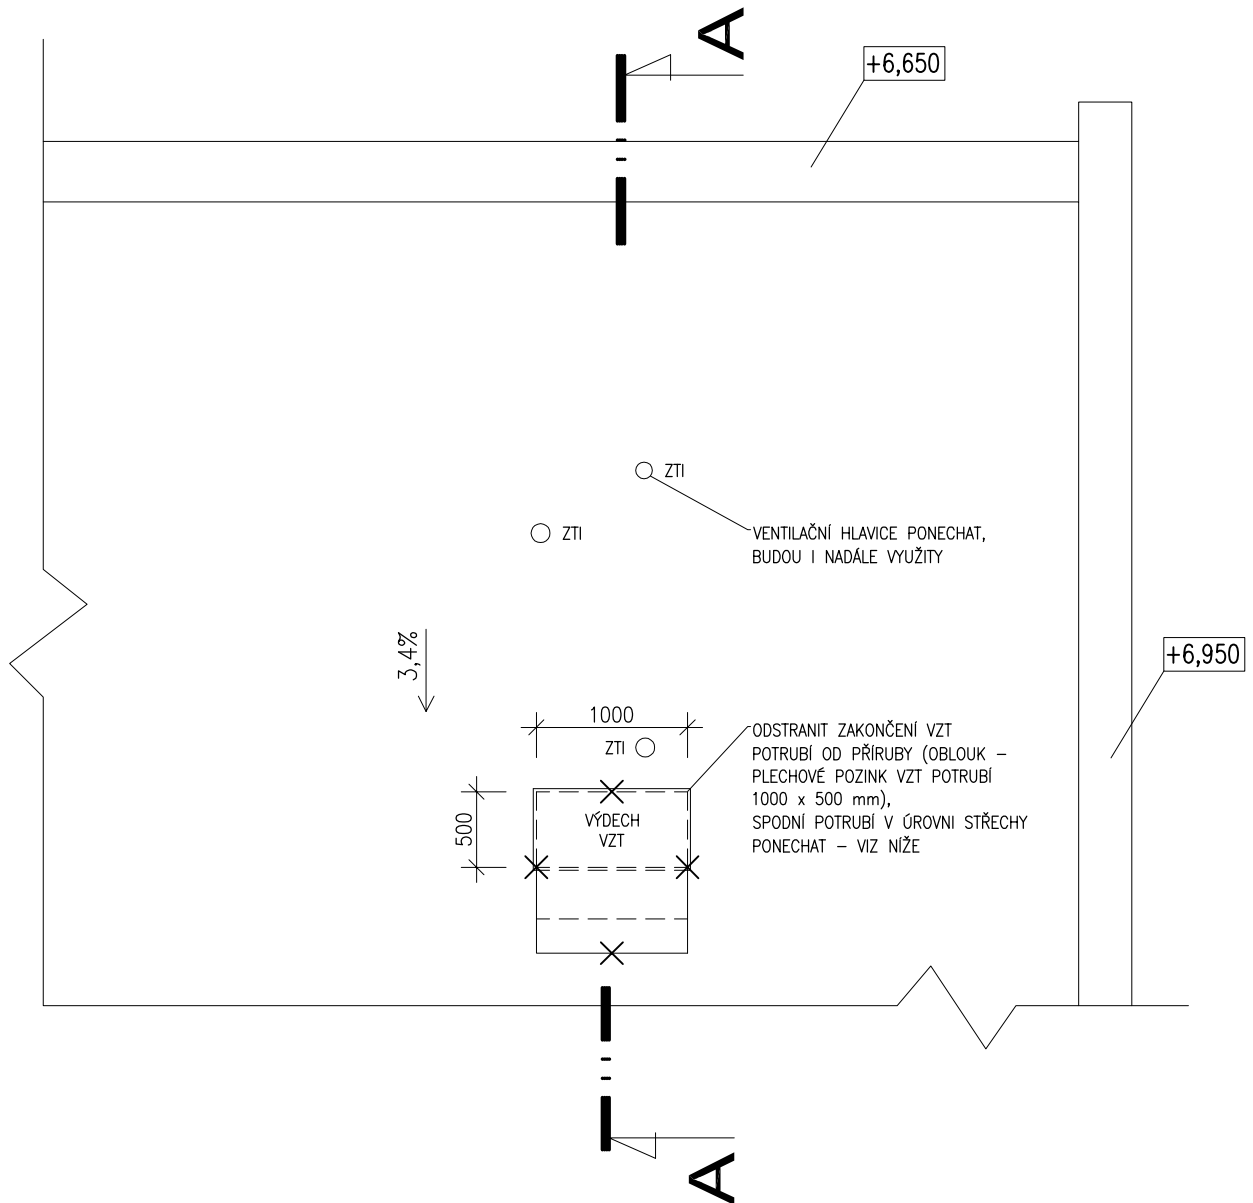 A
+6,650
ZTI
ZTI
VENTILAČNÍ HLAVICE PONECHAT,
BUDOU I NADÁLE VYUŽITY
3,4%
+6,950
1000
ZTI
ODSTRANIT ZAKONČENÍ VZT
POTRUBÍ OD PŘÍRUBY (OBLOUK –
PLECHOVÉ POZINK VZT POTRUBÍ
1000 x 500 mm),
SPODNÍ POTRUBÍ V ÚROVNI STŘECHY
PONECHAT – VIZ NÍŽE
500
VÝDECH
VZT
A